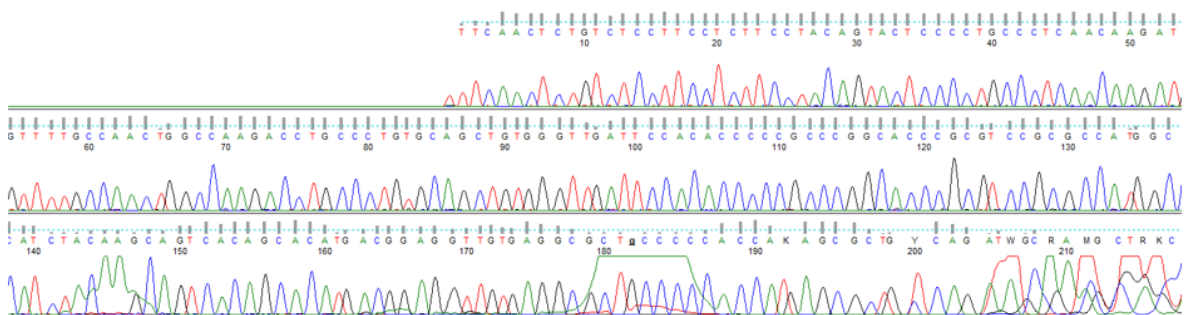 TTCAACTCTGTCTCCTTCCTCTTCCTACAGTACTCCCCTGCCCTCAACAAGAT
10 20 30 40 50
GTTTTGCCAACTGGCCAAGACCTGCCCTGTGCAGCTGTGGGTTGATTCCACACCCCCGCCCGGCACCCGCGTCCGCGCCATGGC
60 70 80 90 100 110 120 130
CATCTACAAGCAGTCACAGCACATGACGGAGGTTGTGAGGCGCTgCCCCCACCAKAGCGCTGYCAGATWGCRAMGCTRKC
140 150 160 170 180 190 200 210